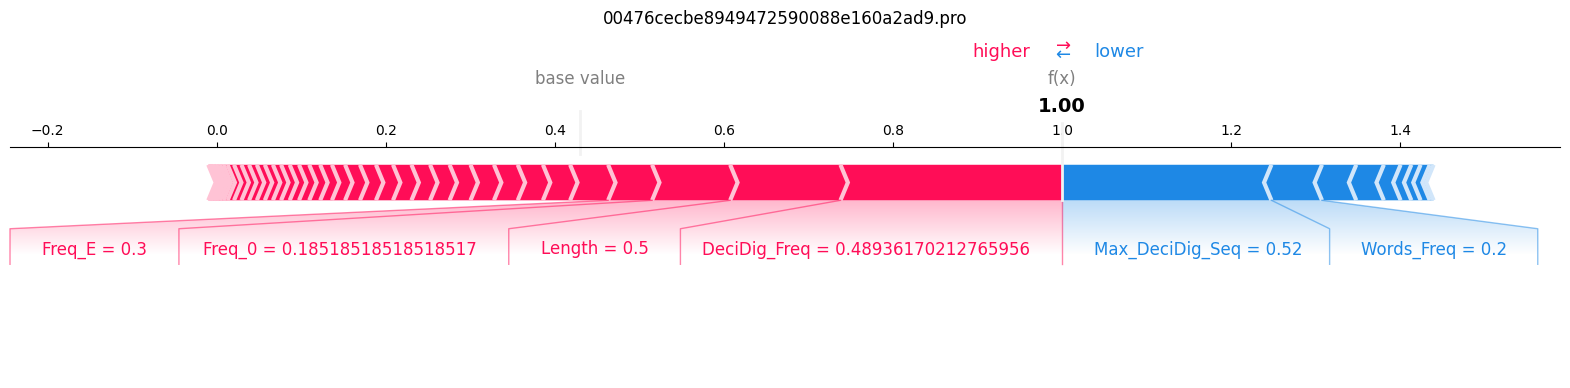 00476cecbe8949472590088e160a2ad9.pro
higher ⇄ lower
base value f(x)
1.00
−0.2 0.0 0.2 0.4 0.6 0.8 1.0 1.2 1.4
Freq_E = 0.3 Freq_0 = 0.18518518518518517 Length = 0.5 DeciDig_Freq = 0.48936170212765956 Max_DeciDig_Seq = 0.52 Words_Freq = 0.2